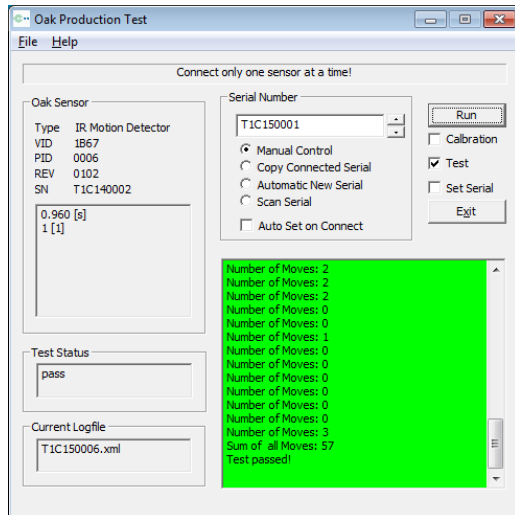 Oak Production Test
File Help
Connect only one sensor at a time!
Oak Sensor
Type IR Motion Detector
VID 1B67
PID 0006
REV 0102
SN T1C140002
0.960 [s]
1 [1]
Serial Number
T1C150001
Manual Control
Copy Connected Serial
Automatic New Serial
Scan Serial
Auto Set on Connect
Run
Calbration
Test
Set Serial
Exit
Number of Moves: 2
Number of Moves: 2
Number of Moves: 2
Number of Moves: 0
Number of Moves: 0
Number of Moves: 1
Number of Moves: 0
Number of Moves: 0
Number of Moves: 0
Number of Moves: 0
Number of Moves: 0
Number of Moves: 0
Number of Moves: 3
Sum of all Moves: 57
Test passed!
Test Status
pass
Current Logfile
T1C150006.xml